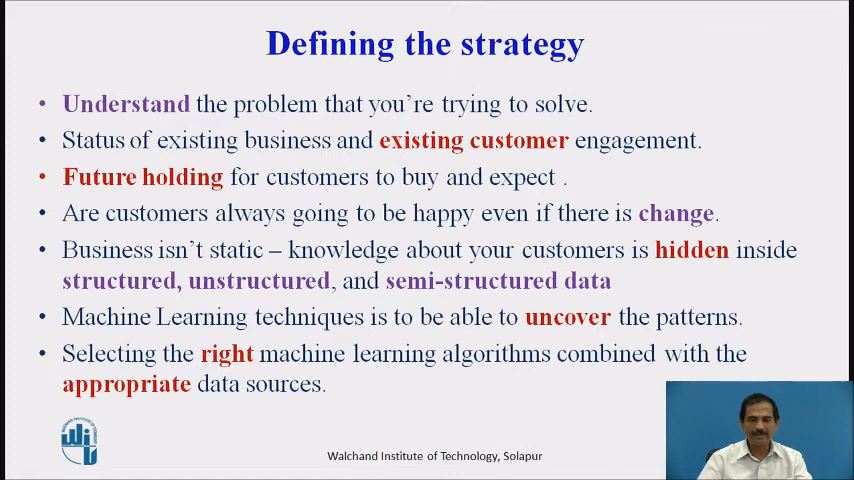 Defining the strategy
• Understand the problem that you're trying to solve.
• Status of existing business and existing customer engagement.
• Future holding for customers to buy and expect .
• Are customers always going to be happy even if there is change.
• Business isn't static – knowledge about your customers is hidden inside
structured, unstructured, and semi-structured data
• Machine Learning techniques is to be able to uncover the patterns.
• Selecting the right machine learning algorithms combined with the
appropriate data sources.
Walchand Institute of Technology, Solapur